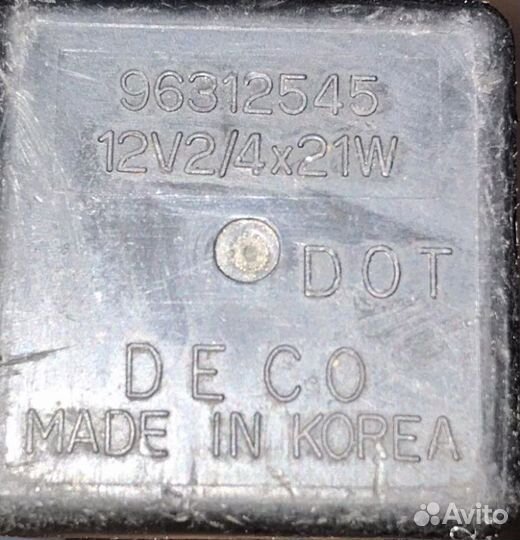 96312545
12V2/4x21W
DOT
DECO
MADE IN KOREA
Avito